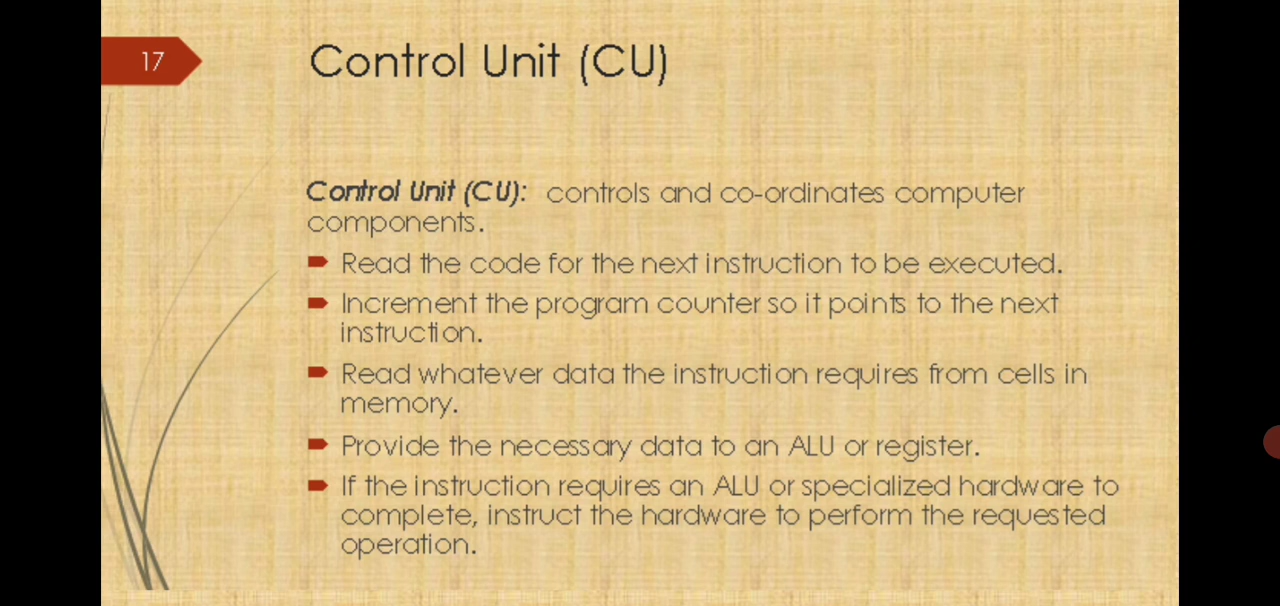 17
Control Unit (CU)
Control Unit (CU): controls and co-ordinates computer
components.
Read the code for the next instruction to be executed.
Increment the program counter so it points to the next
instruction.
Read whatever data the instruction requires from cells in
memory.
Provide the necessary data to an ALU or register.
If the instruction requires an ALU or specialized hardware to
complete, instruct the hardware to perform the requested
operation.